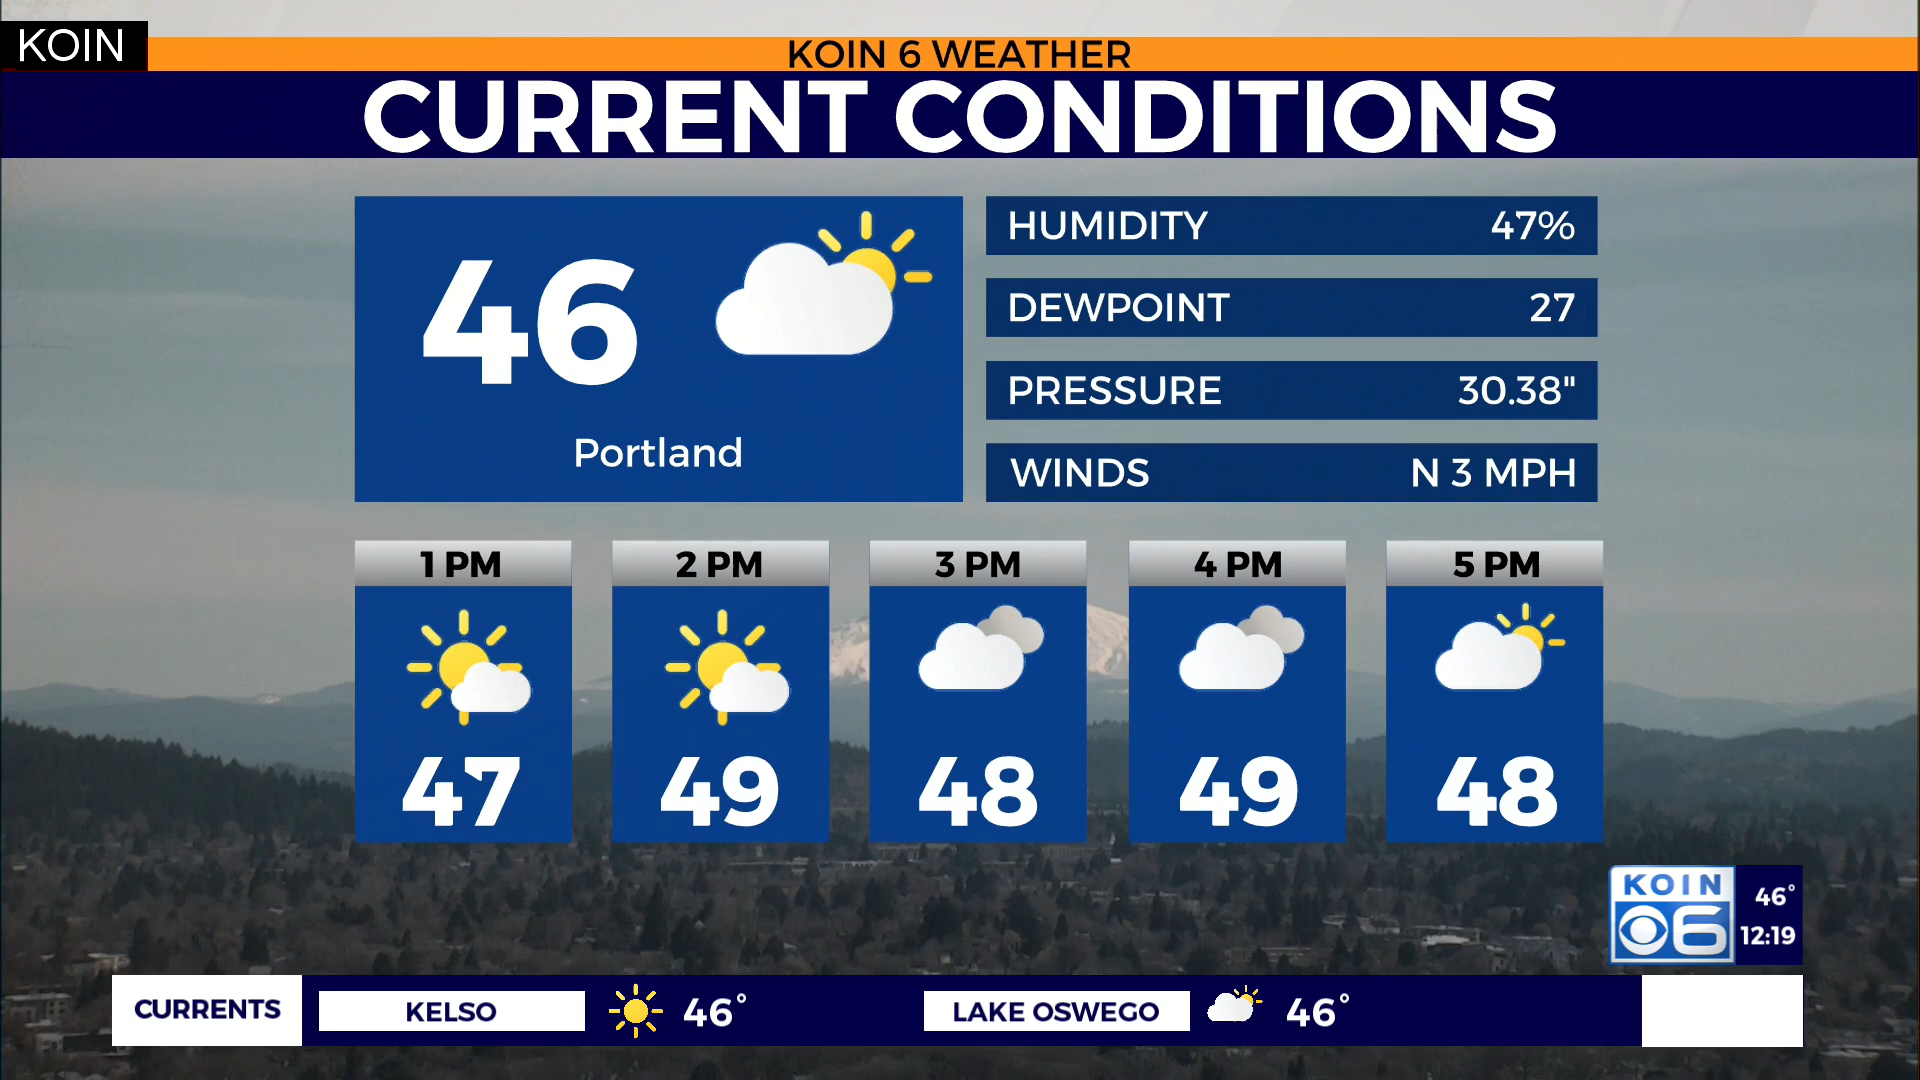 KOIN
KOIN 6 WEATHER
CURRENT CONDITIONS
46
Portland
HUMIDITY 47%
DEWPOINT 27
PRESSURE 30.38"
WINDS N 3 MPH
1 PM 2 PM 3 PM 4 PM 5 PM
47 49 48 49 48
KOIN
6
46°
12:19
CURRENTS KELSO 46° LAKE OSWEGO 46°